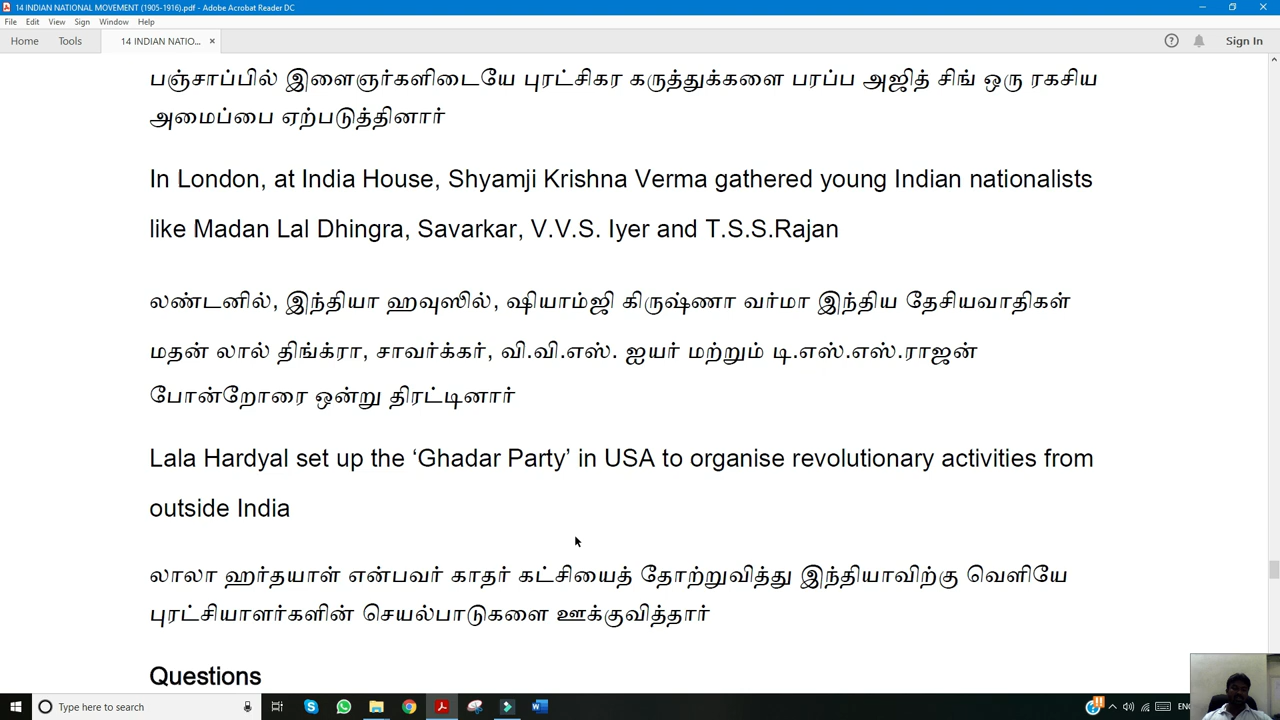 14 INDIAN NATIONAL MOVEMENT (1905-1916).pdf - Adobe Acrobat Reader DC
File Edit View Sign Window Help
Home Tools 14 INDIAN NATIO... × Sign In
பஞ்சாப்பில் இளைஞர்களிடையே புரட்சிகர கருத்துக்களை பரப்ப அஜித் சிங் ஒரு ரகசிய
அமைப்பை ஏற்படுத்தினார்
In London, at India House, Shyamji Krishna Verma gathered young Indian nationalists
like Madan Lal Dhingra, Savarkar, V.V.S. Iyer and T.S.S.Rajan
லண்டனில், இந்தியா ஹவுஸில், ஷியாம்ஜி கிருஷ்ணா வர்மா இந்திய தேசியவாதிகள்
மதன் லால் திங்க்ரா, சாவர்க்கர், வி.வி.எஸ். ஐயர் மற்றும் டி.எஸ்.எஸ்.ராஜன்
போன்றோரை ஒன்று திரட்டினார்
Lala Hardyal set up the ‘Ghadar Party’ in USA to organise revolutionary activities from
outside India
லாலா ஹர்தயாள் என்பவர் காதர் கட்சியைத் தோற்றுவித்து இந்தியாவிற்கு வெளியே
புரட்சியாளர்களின் செயல்பாடுகளை ஊக்குவித்தார்
Questions
Type here to search